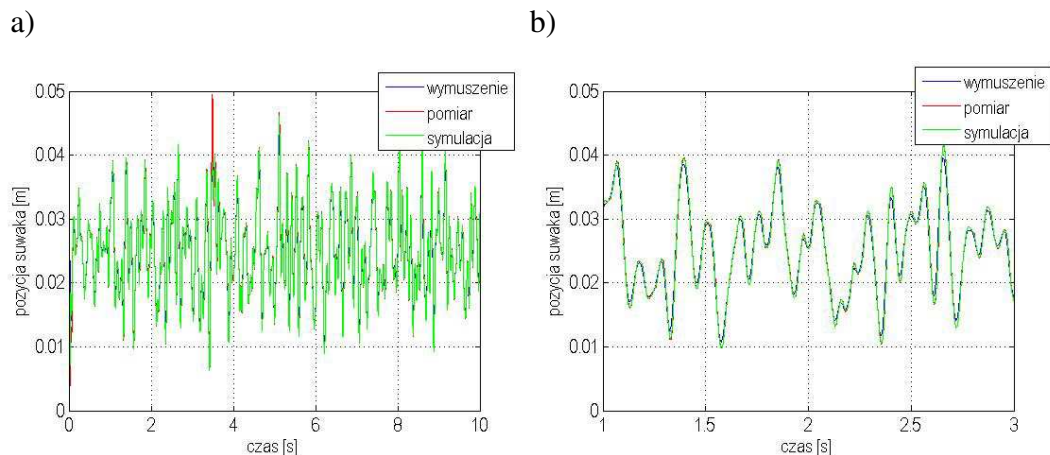 a)
b)
wymuszenie
pomiar
symulacja
0.05
0.04
0.03
0.02
0.01
0
pozycja suwaka [m]
0
2
4
6
8
10
czas [s]
wymuszenie
pomiar
symulacja
0.05
0.04
0.03
0.02
0.01
0
pozycja suwaka [m]
1
1.5
2
2.5
3
czas [s]